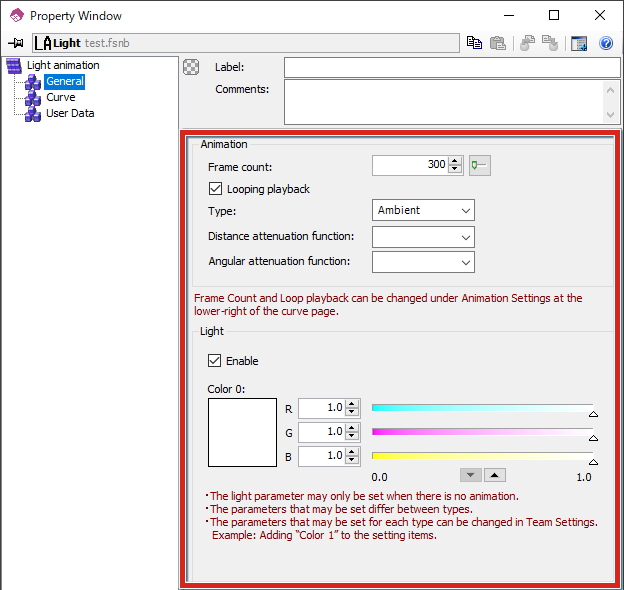 Property Window
LA Light test.fsnb
Light animation
General
Curve
User Data
Label:
Comments:
Animation
Frame count:
300
Looping playback
Type:
Ambient
Distance attenuation function:
Angular attenuation function:
Frame Count and Loop playback can be changed under Animation Settings at the
lower-right of the curve page.
Light
Enable
Color 0:
R 1.0
G 1.0
B 1.0
0.0 1.0
・The light parameter may only be set when there is no animation.
・The parameters that may be set differ between types.
・The parameters that may be set for each type can be changed in Team Settings.
Example: Adding “Color 1” to the setting items.